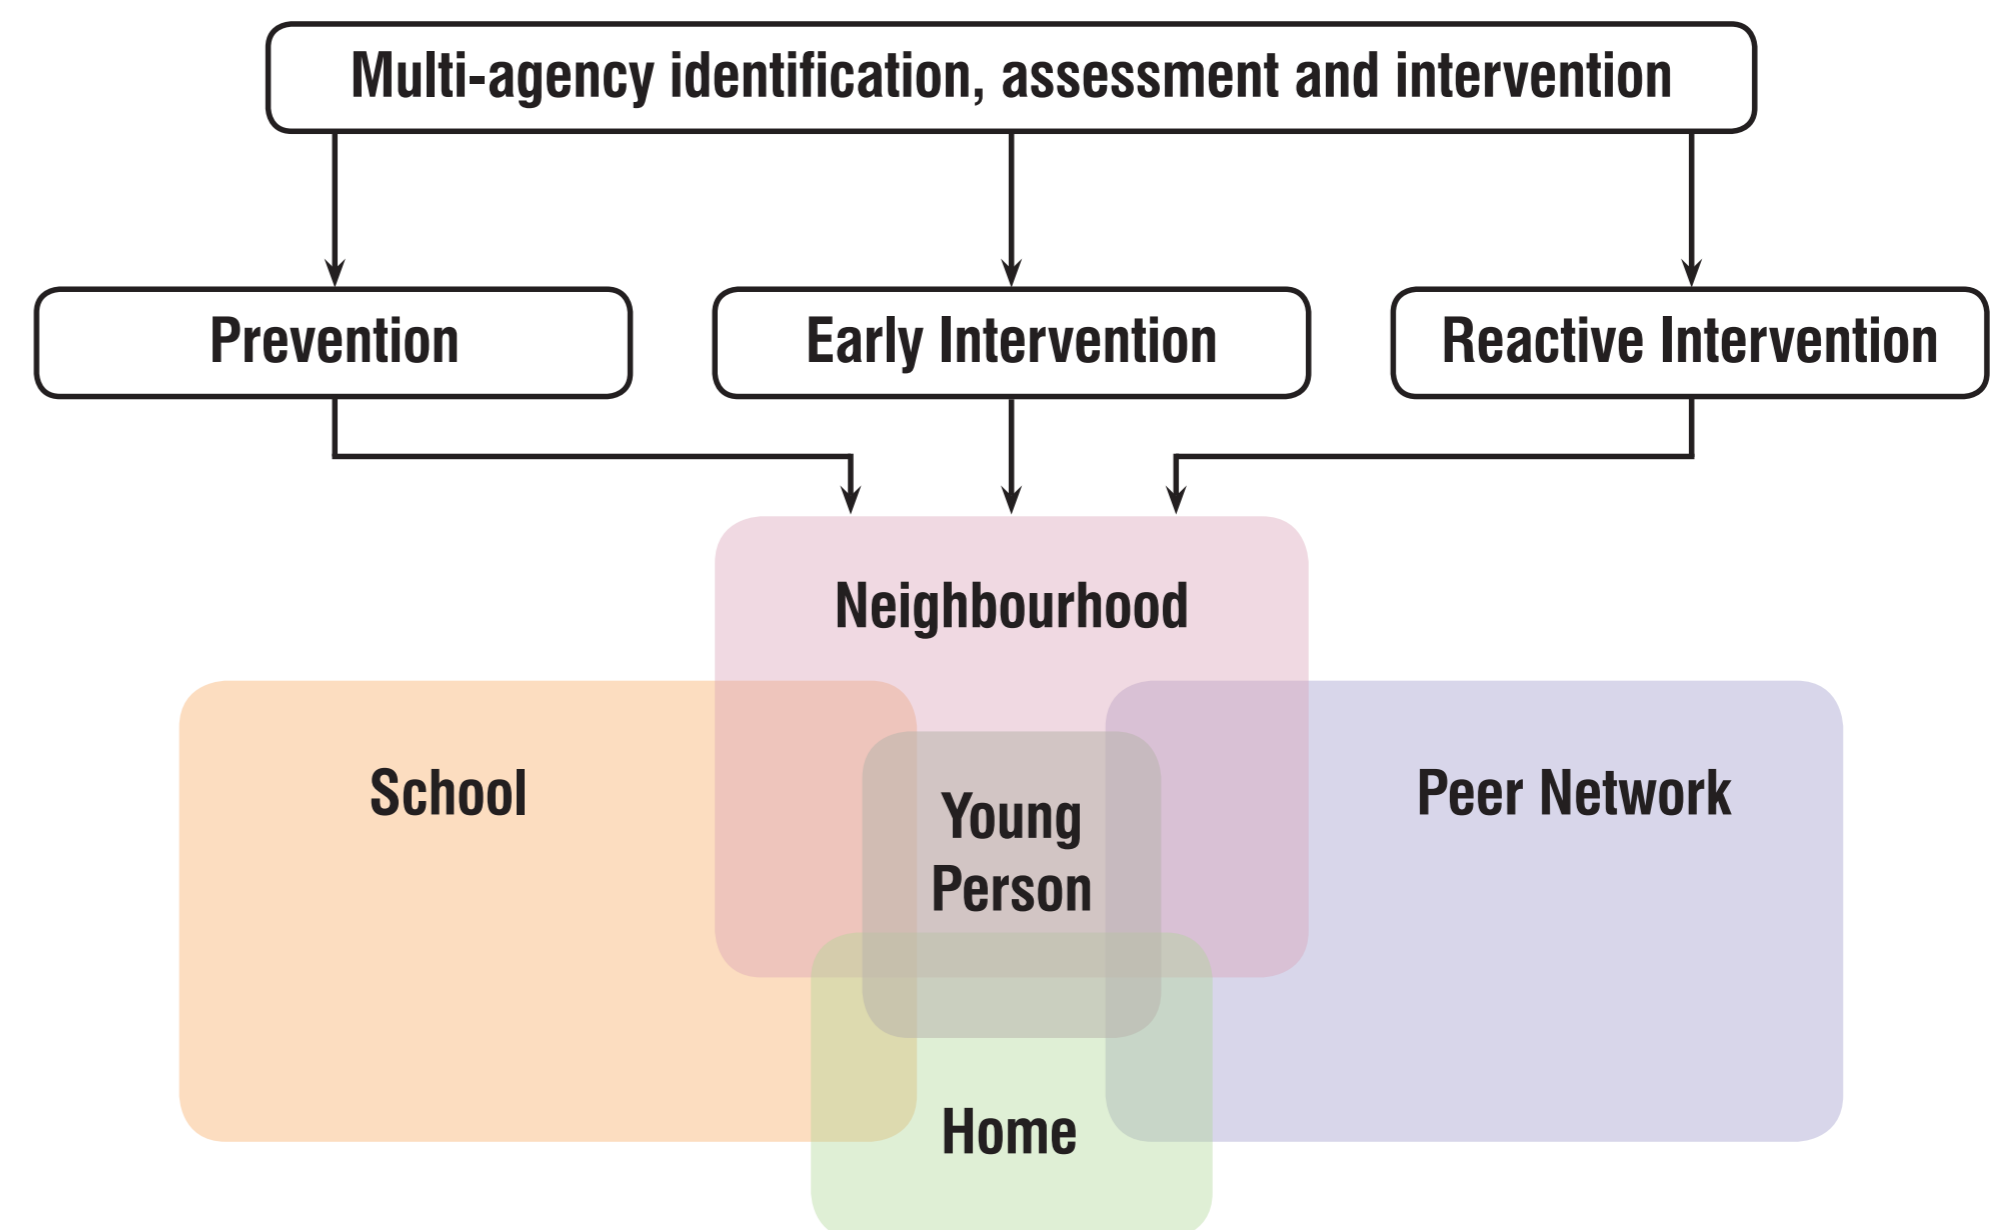 Multi-agency identification, assessment and intervention
Prevention
Early Intervention
Reactive Intervention
Neighbourhood
School
Young
Person
Peer Network
Home